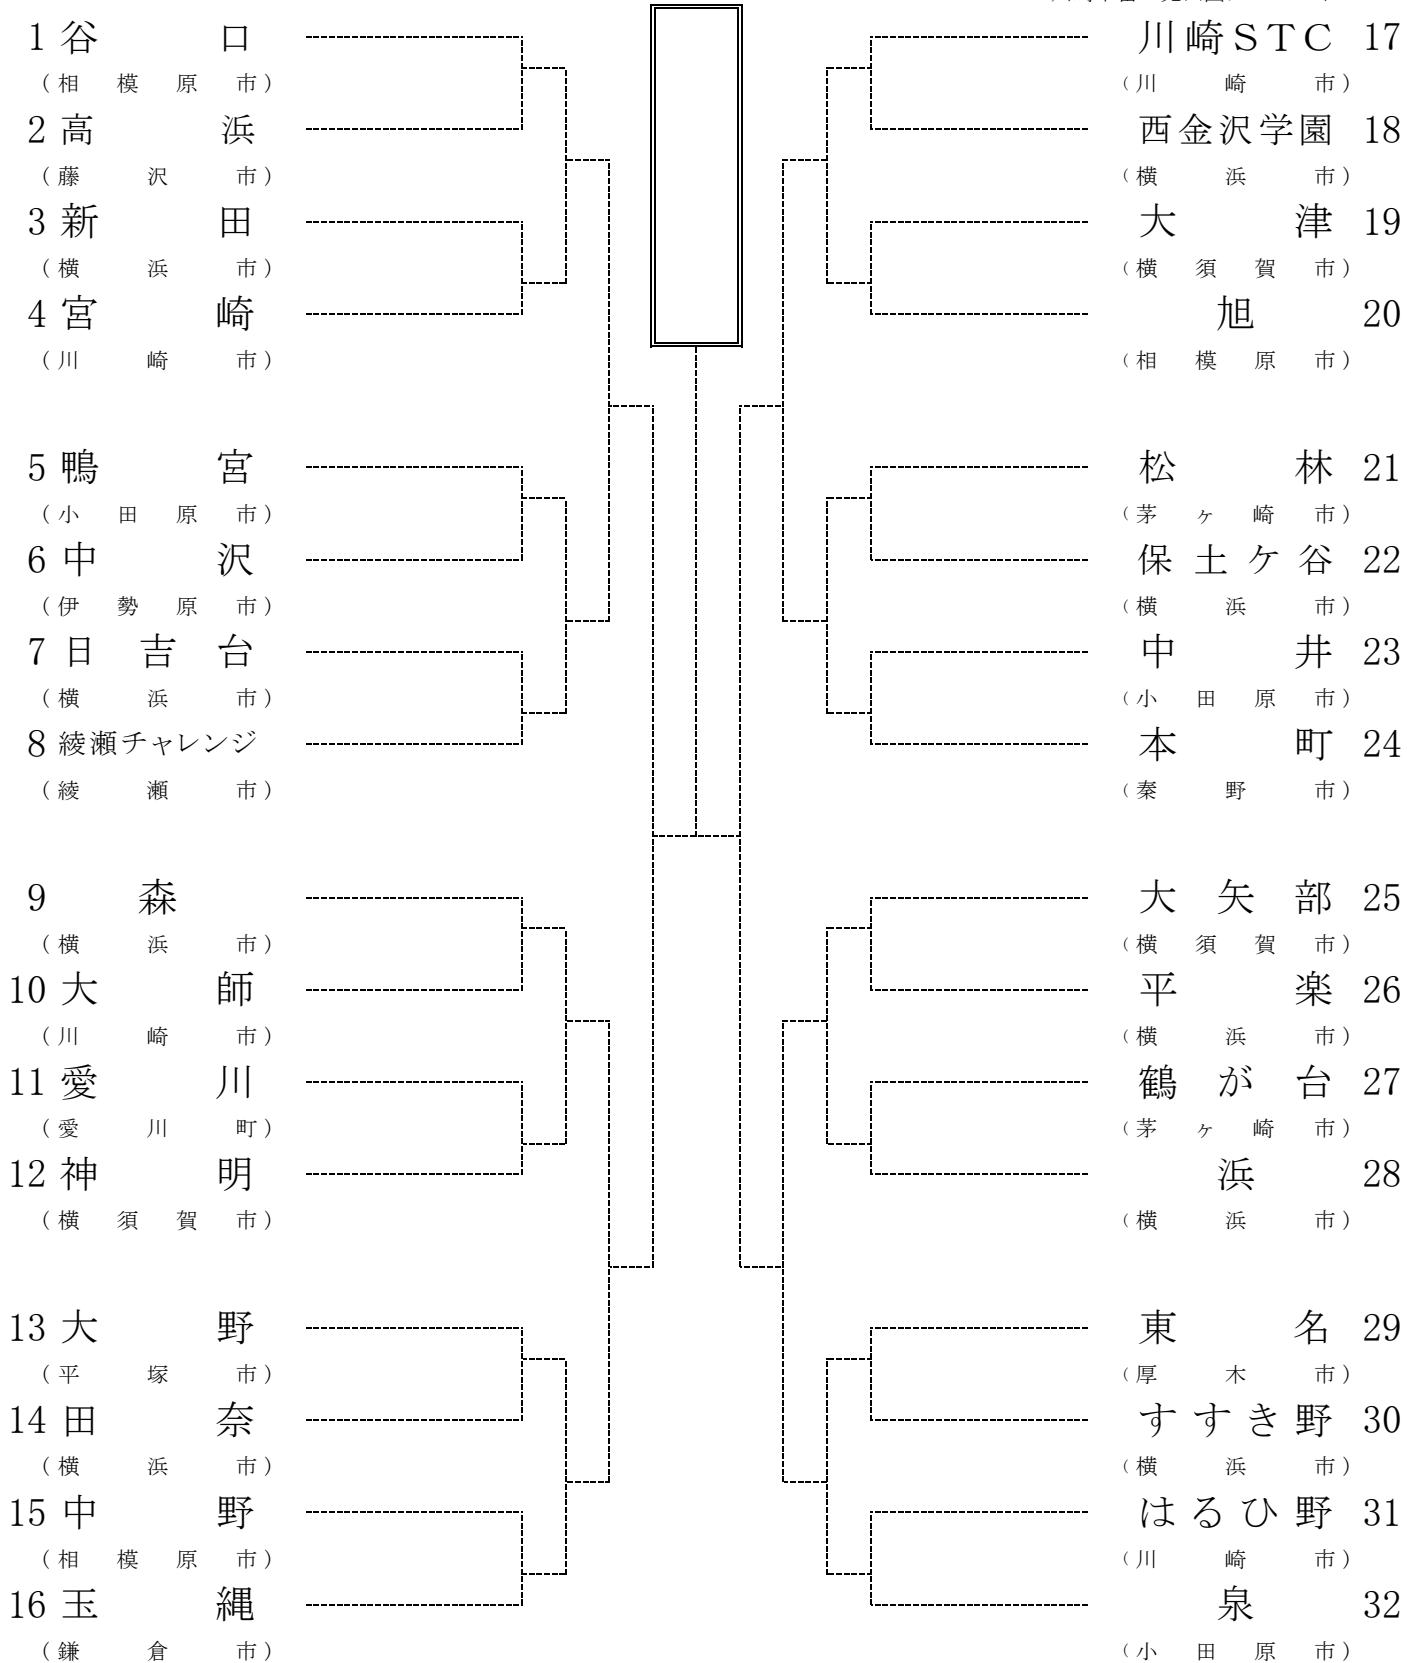 1 谷口
（相模原市）
2 高浜
（藤沢市）
3 新田
（横浜市）
4 宮崎
（川崎市）
5 鴨宮
（小田原市）
6 中沢
（伊勢原市）
7 日吉台
（横浜市）
8 綾瀬チャレンジ
（綾瀬市）
9 森
（横浜市）
10 大師
（川崎市）
11 愛川
（愛川町）
12 神明
（横須賀市）
13 大野
（平塚市）
14 田奈
（横浜市）
15 中野
（相模原市）
16 玉縄
（鎌倉市）
川崎ＳＴＣ 17
（川崎市）
西金沢学園 18
（横浜市）
大津 19
（横須賀市）
旭 20
（相模原市）
松林 21
（茅ヶ崎市）
保土ケ谷 22
（横浜市）
中井 23
（小田原市）
本町 24
（秦野市）
大矢部 25
（横須賀市）
平楽 26
（横浜市）
鶴が台 27
（茅ヶ崎市）
浜 28
（横浜市）
東名 29
（厚木市）
すすき野 30
（横浜市）
はるひ野 31
（川崎市）
泉 32
（小田原市）